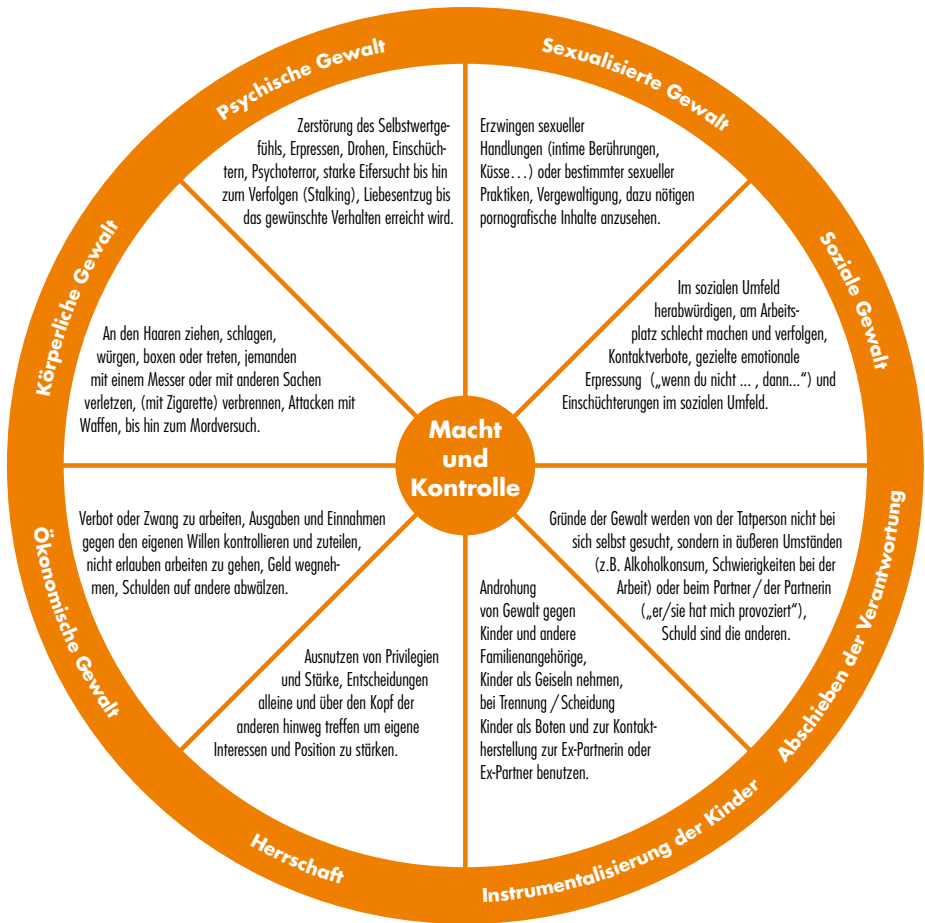 Psychische Gewalt
Zerstörung des Selbstwertge-
fühls, Erpressen, Drohen, Einschüch-
tern, Psychoterror, starke Eifersucht bis hin
zum Verfolgen (Stalking), Liebesentzug bis
das gewünschte Verhalten erreicht wird.
Sexualisierte Gewalt
Erzwingen sexueller
Handlungen (intime Berührungen,
Küsse...) oder bestimmter sexueller
Praktiken, Vergewaltigung, dazu nötigen
pornografische Inhalte anzusehen.
Soziale Gewalt
Im sozialen Umfeld
herabwürdigen, am Arbeits-
platz schlecht machen und verfolgen,
Kontaktverbote, gezielte emotionale
Erpressung („wenn du nicht ... , dann...“) und
Einschüchterungen im sozialen Umfeld.
Abschieben der Verantwortung
Gründe der Gewalt werden von der Tatperson nicht bei
sich selbst gesucht, sondern in äußeren Umständen
(z.B. Alkoholkonsum, Schwierigkeiten bei der
Arbeit) oder beim Partner / der Partnerin
(„er/sie hat mich provoziert“),
Schuld sind die anderen.
Instrumentalisierung der Kinder
Androhung
von Gewalt gegen
Kinder und andere
Familienangehörige,
Kinder als Geiseln nehmen,
bei Trennung / Scheidung
Kinder als Boten und zur Kontakt-
herstellung zur Ex-Partnerin oder
Ex-Partner benutzen.
Herrschaft
Ausnutzen von Privilegien
und Stärke, Entscheidungen
alleine und über den Kopf der
anderen hinweg treffen um eigene
Interessen und Position zu stärken.
Ökonomische Gewalt
Verbot oder Zwang zu arbeiten, Ausgaben und Einnahmen
gegen den eigenen Willen kontrollieren und zuteilen,
nicht erlauben arbeiten zu gehen, Geld wegneh-
men, Schulden auf andere abwälzen.
Körperliche Gewalt
An den Haaren ziehen, schlagen,
würgen, boxen oder treten, jemanden
mit einem Messer oder mit anderen Sachen
verletzen, (mit Zigarette) verbrennen, Attacken mit
Waffen, bis hin zum Mordversuch.
Macht
und
Kontrolle